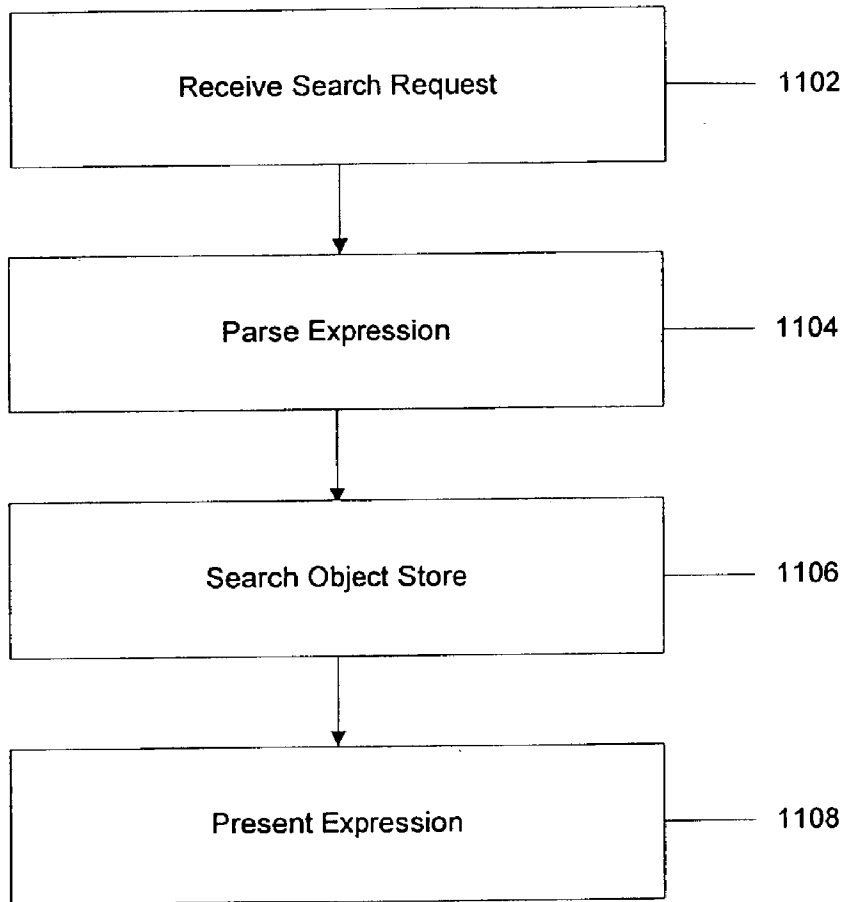 Receive Search Request
1102
Parse Expression
1104
Search Object Store
1106
Present Expression
1108